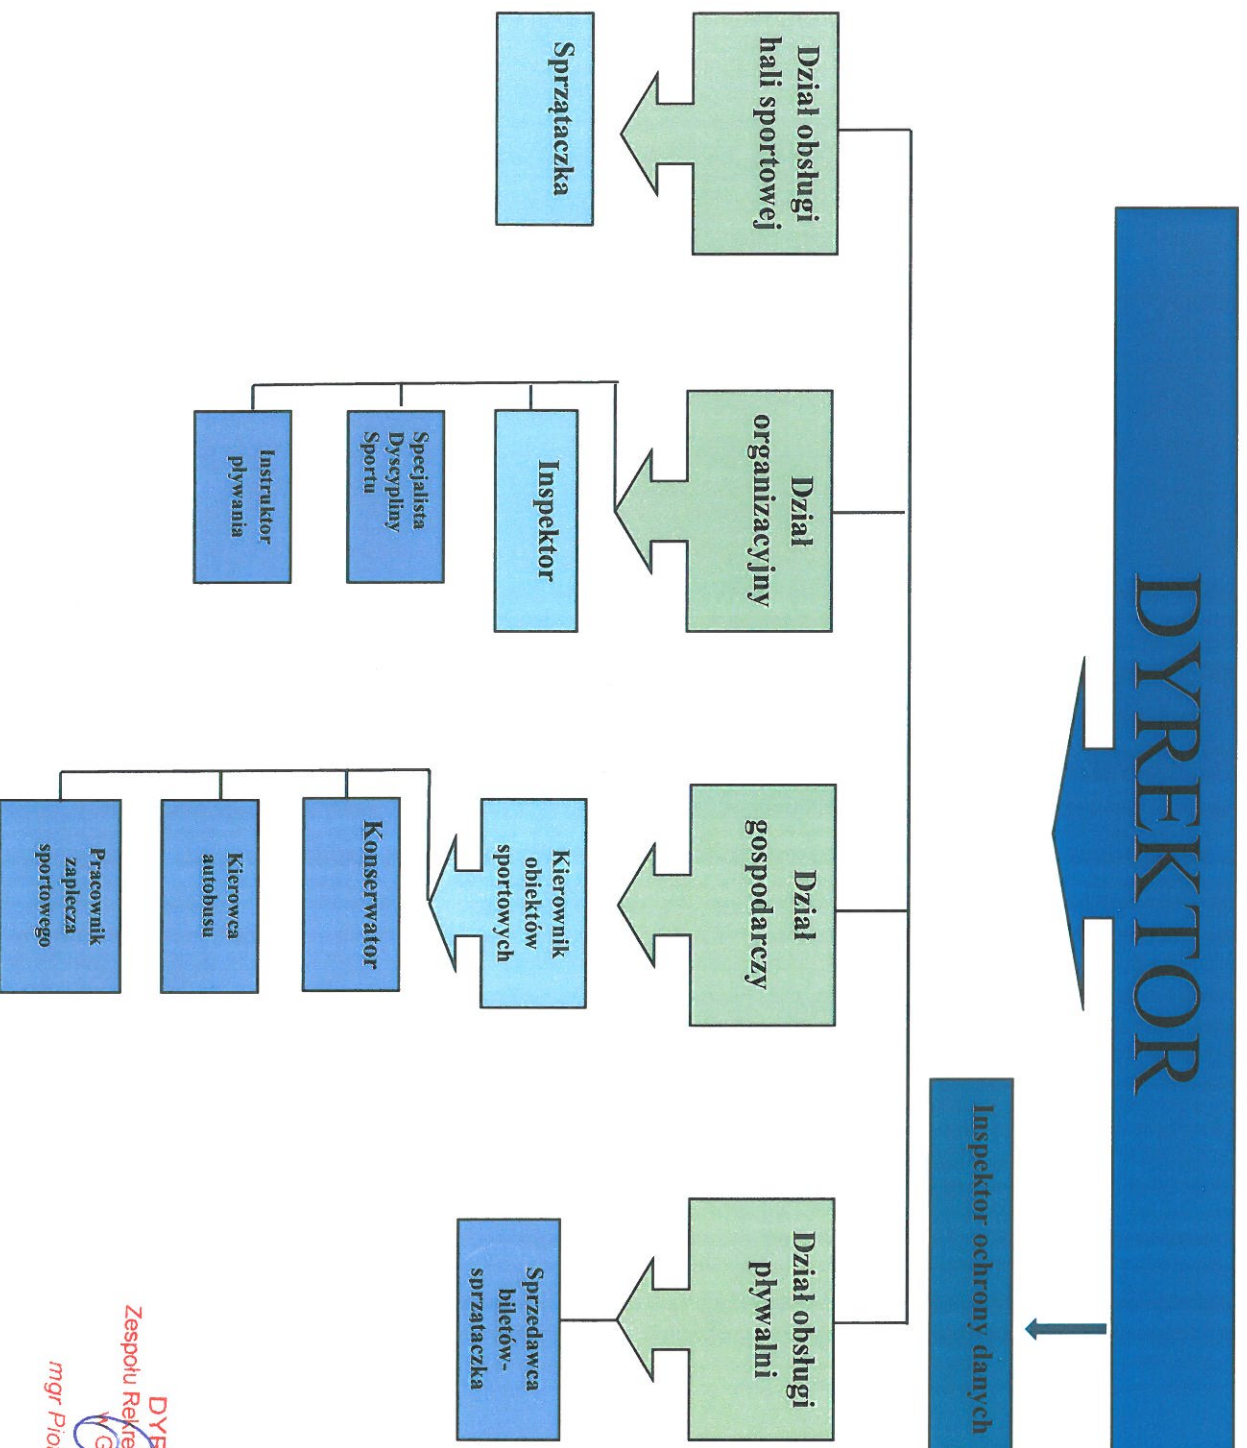 DYREKTOR
Inspektor ochrony danych
Dział obsługi
hali sportowej
Dział
organizacyjny
Dział
gospodarczy
Dział obsługi
pływalni
Sprzątaczka
Inspektor
Specjalista
Dyscypliny
Sportu
Instruktor
pływania
Kierownik
obiektów
sportowych
Konserwator
Kierowca
autobusu
Pracownik
zaplecza
sportowego
Sprzedawca
biletów-
sprzątaczka
Zespołu
mgr